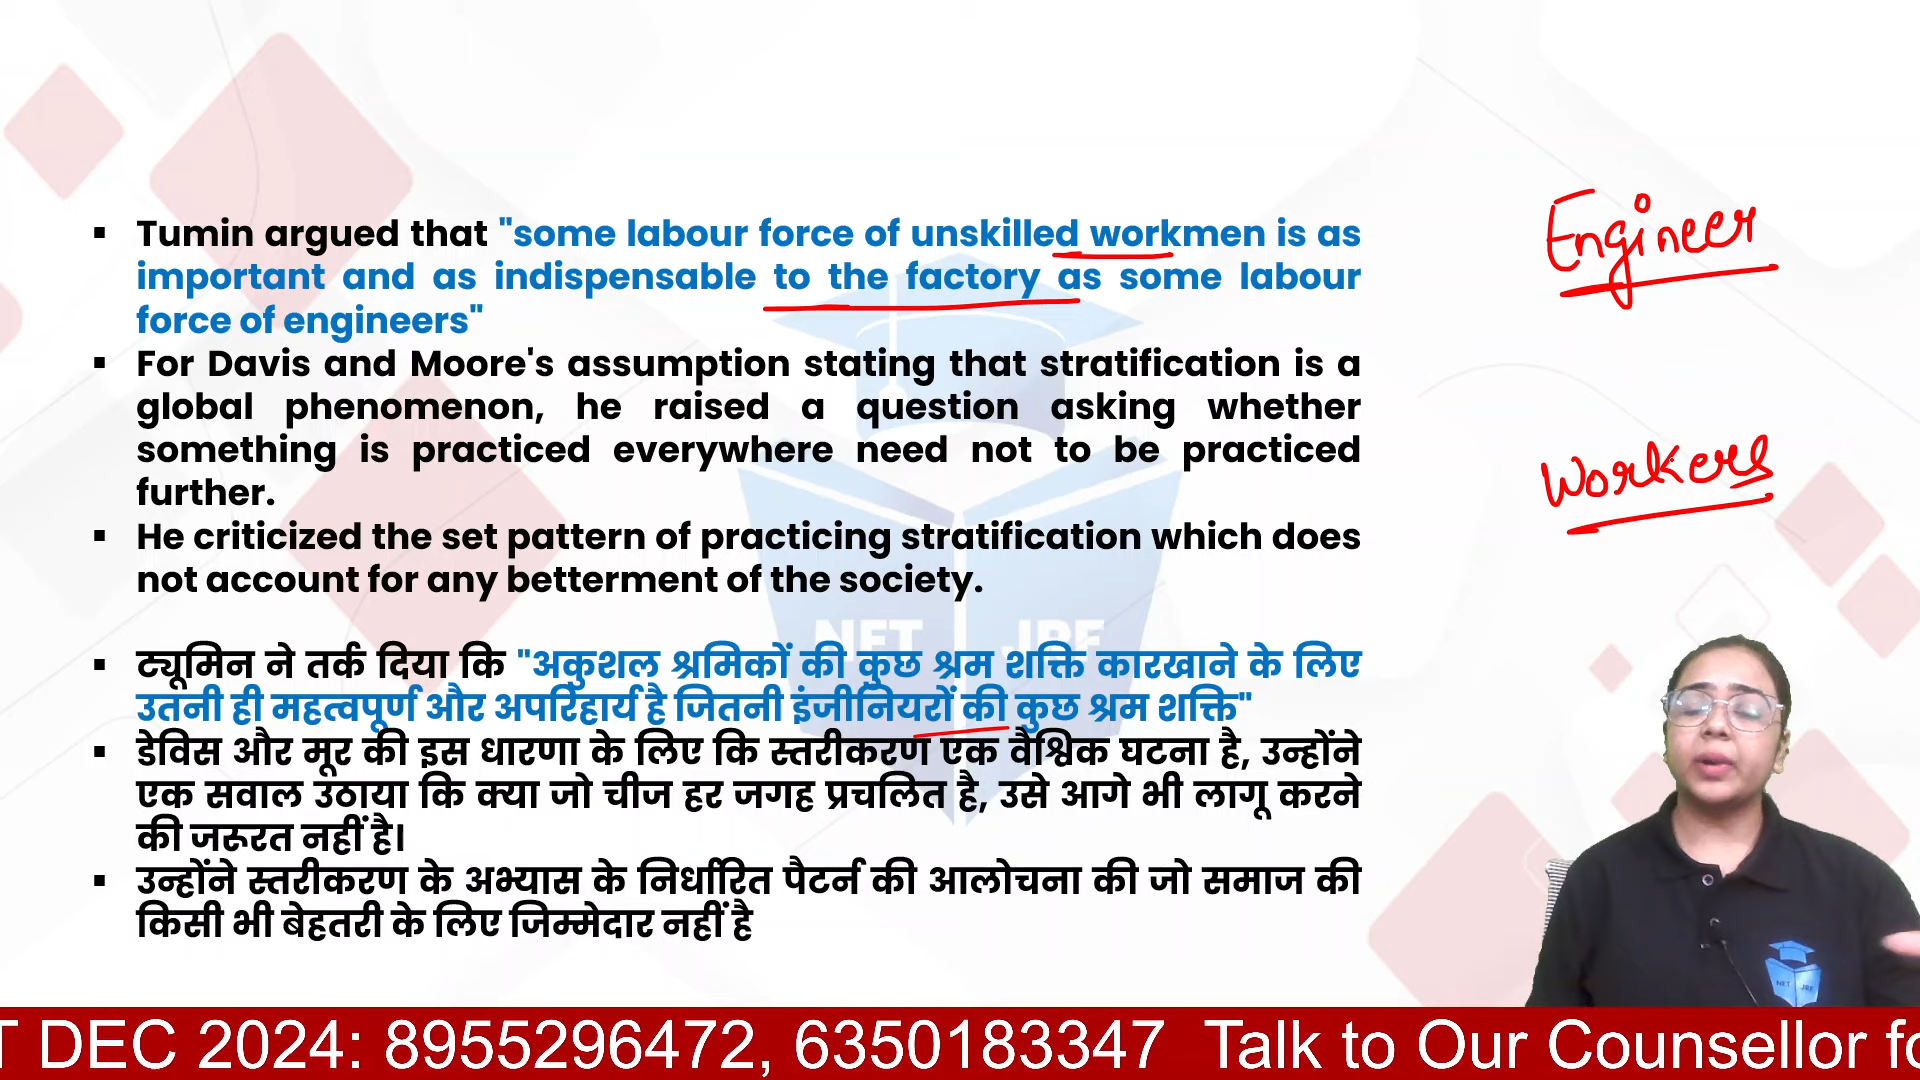 Tumin argued that "some labour force of unskilled workmen is as
important and as indispensable to the factory as some labour
force of engineers"
For Davis and Moore's assumption stating that stratification is a
global phenomenon, he raised a question asking whether
something is practiced everywhere need not to be practiced
further.
He criticized the set pattern of practicing stratification which does
not account for any betterment of the society.
ट्यूमिन ने तर्क दिया कि "अकुशल श्रमिकों की कुछ श्रम शक्ति कारखाने के लिए
उतनी ही महत्वपूर्ण और अपरिहार्य है जितनी इंजीनियरों की कुछ श्रम शक्ति"
डेविस और मूर की इस धारणा के लिए कि स्तरीकरण एक वैश्विक घटना है, उन्होंने
एक सवाल उठाया कि क्या जो चीज हर जगह प्रचलित है, उसे आगे भी लागू करने
की जरूरत नहीं है।
उन्होंने स्तरीकरण के अभ्यास के निर्धारित पैटर्न की आलोचना की जो समाज की
किसी भी बेहतरी के लिए जिम्मेदार नहीं है
Engineer
Workers
NET JRF
NET JRF
T DEC 2024: 8955296472, 6350183347 Talk to Our Counsellor fo